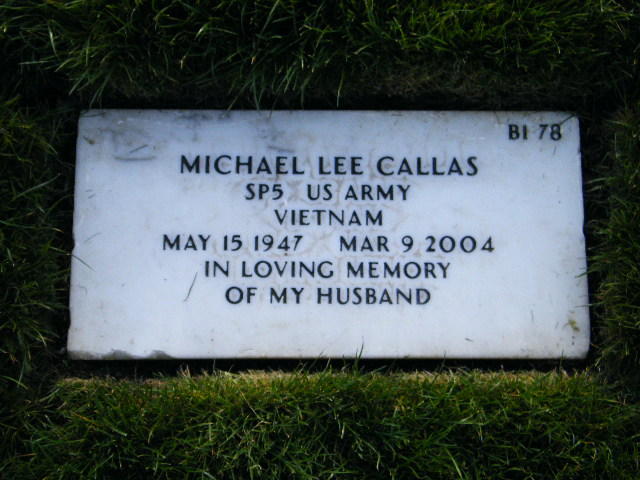 BI 78
MICHAEL LEE CALLAS
SP5 US ARMY
VIETNAM
MAY 15 1947 MAR 9 2004
IN LOVING MEMORY
OF MY HUSBAND